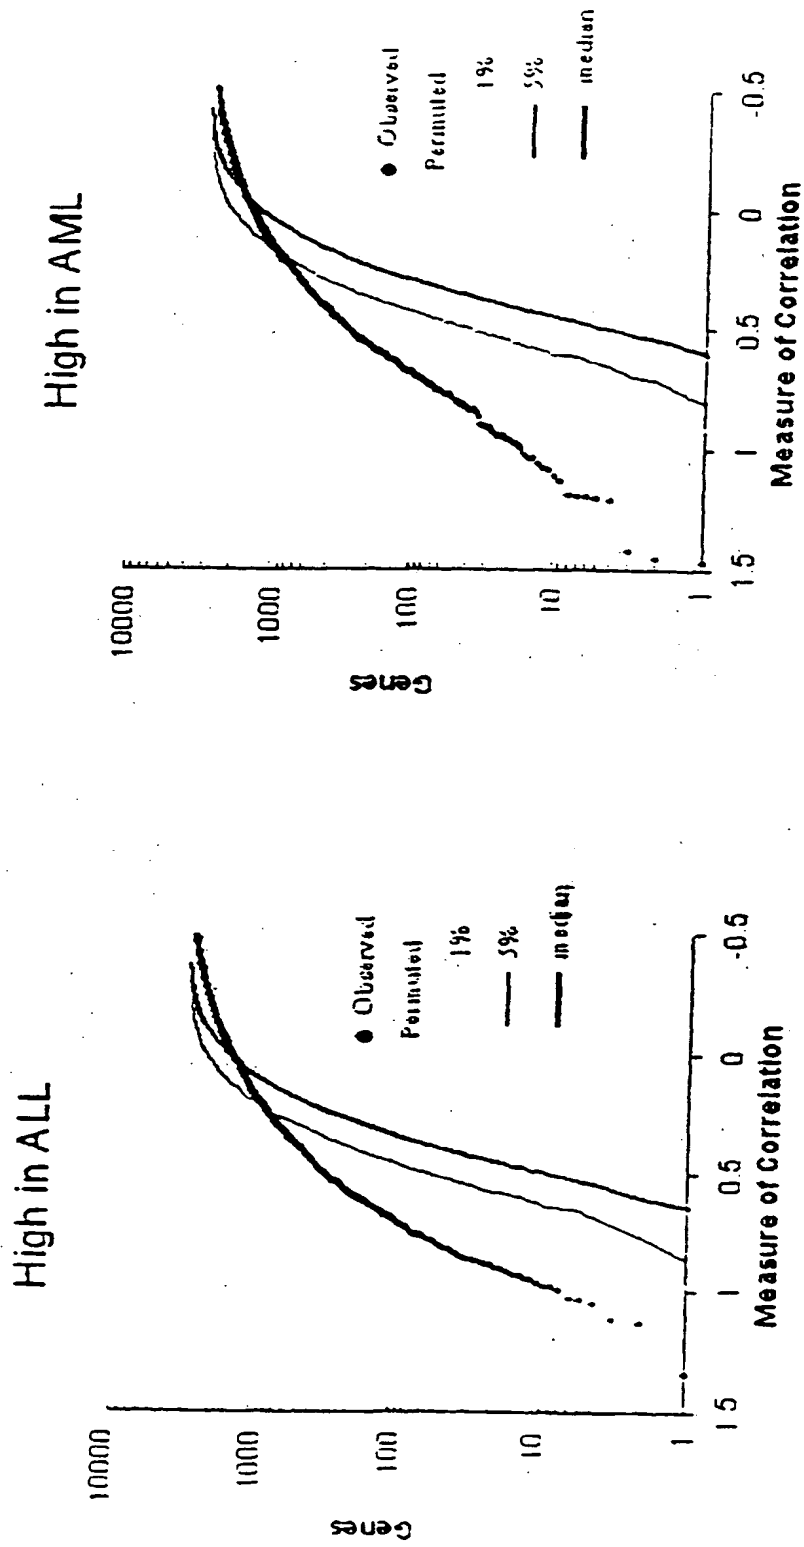 High in ALL
Genes
10000
1000
100
10
1
1.5
1
0.5
0
-0.5
Measure of Correlation
Observed
Permuted
1%
5%
median
High in AML
Genes
10000
1000
100
10
1
1.5
1
0.5
0
-0.5
Measure of Correlation
Observed
Permuted
1%
5%
median